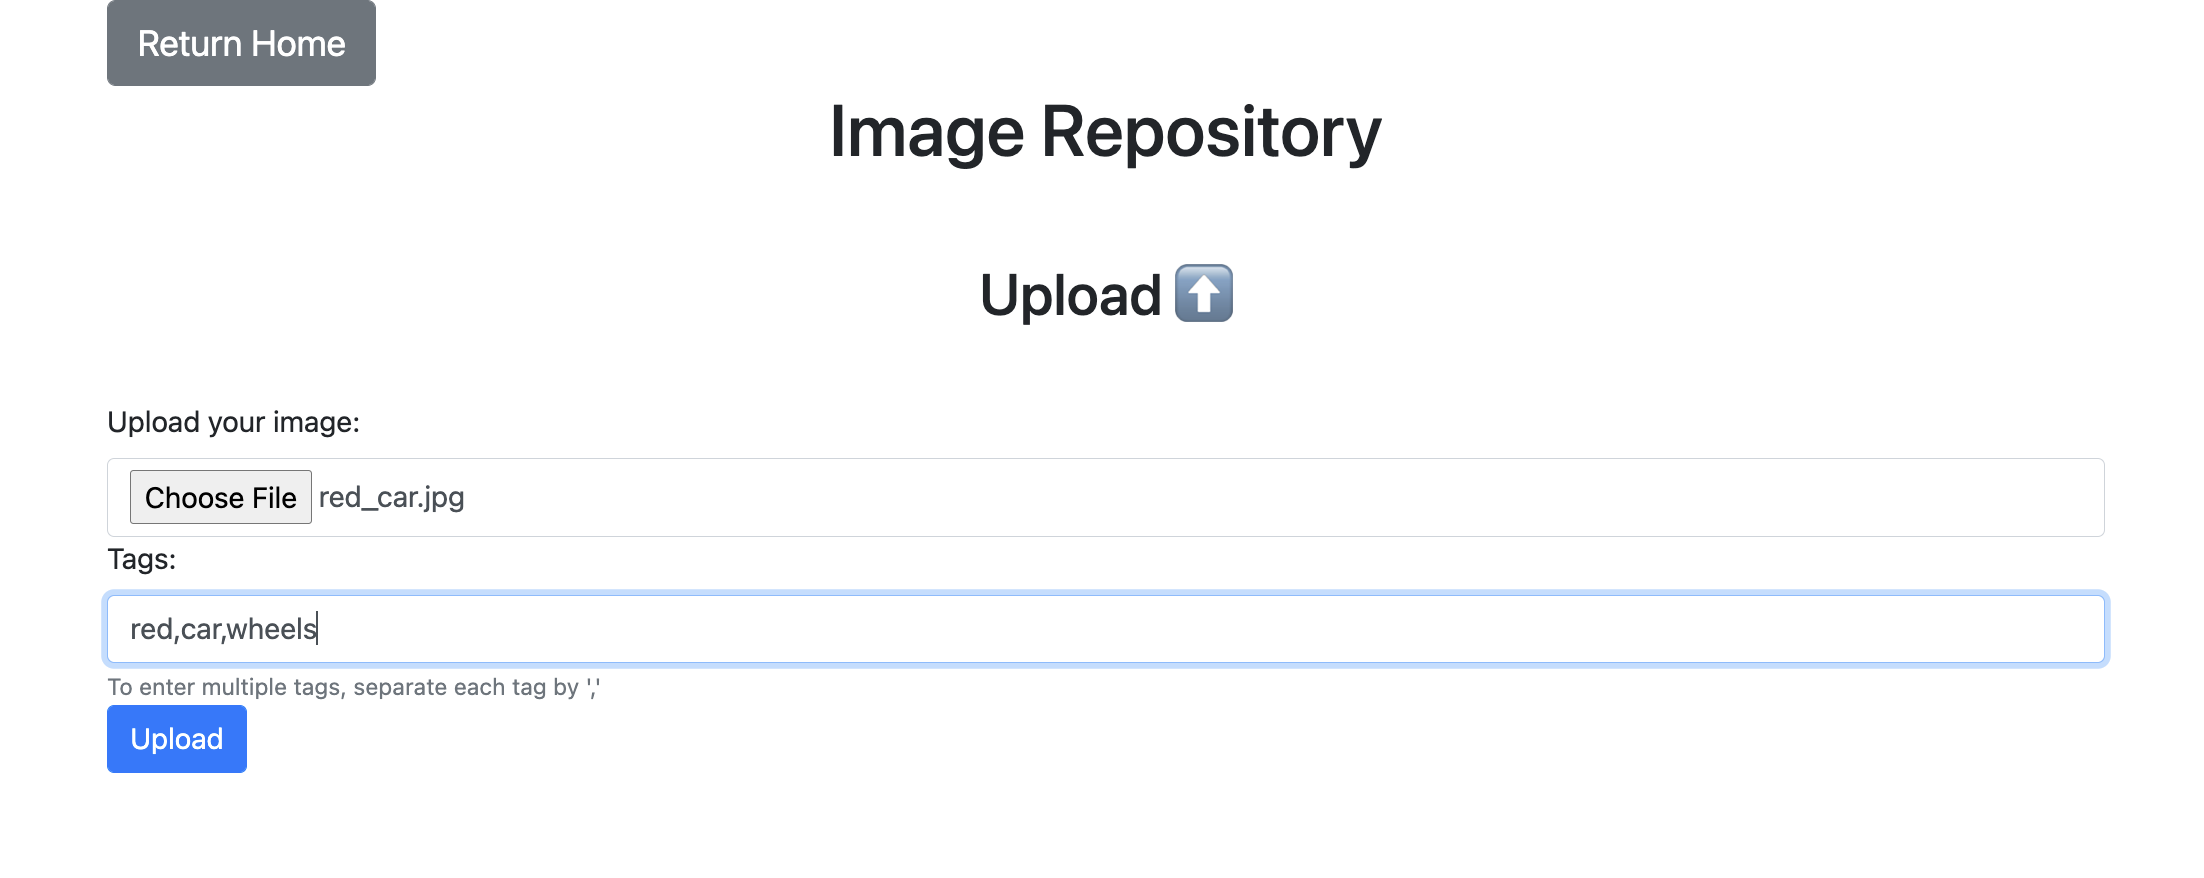 Return Home
Image Repository
Upload ⬆️
Upload your image:
Choose File red_car.jpg
Tags:
red,car,wheels
To enter multiple tags, separate each tag by ','
Upload